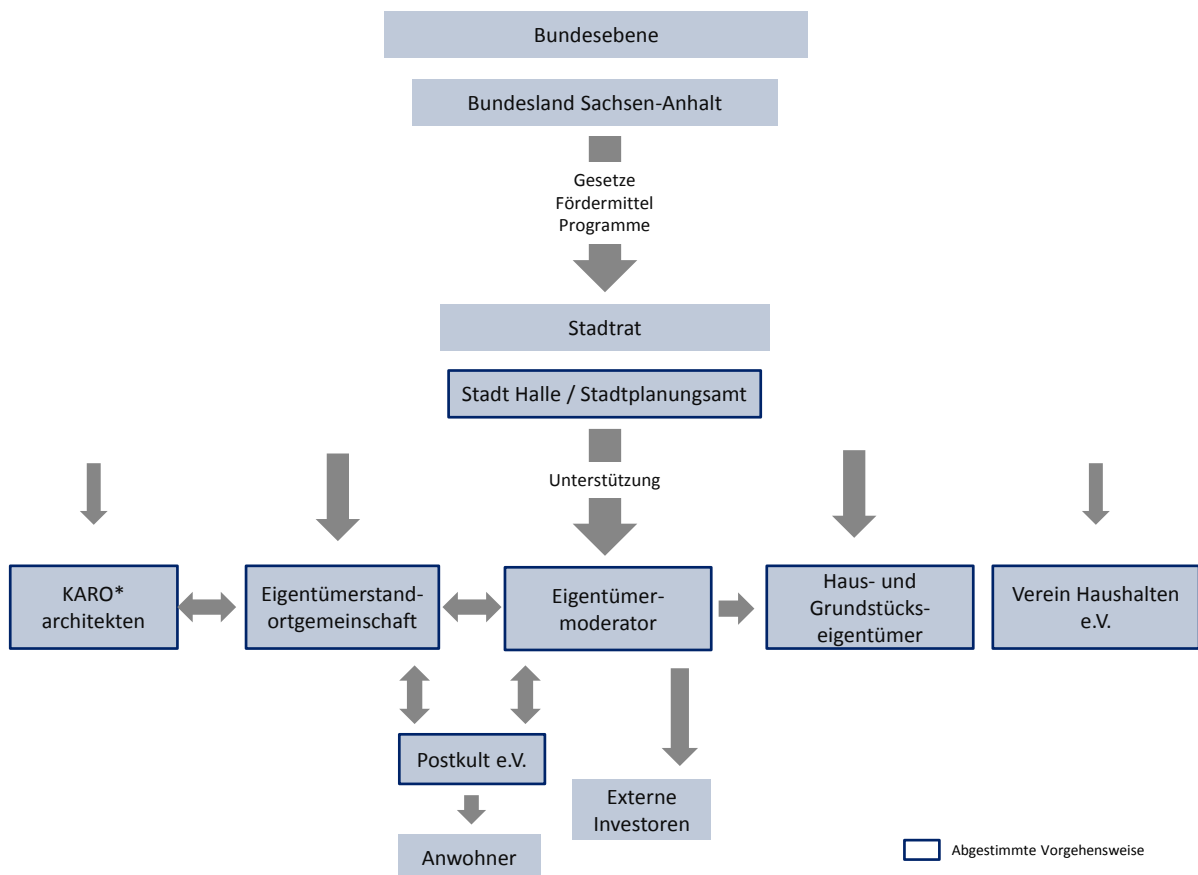 Bundesebene
Bundesland Sachsen-Anhalt
Gesetze
Fördermittel
Programme
Stadtrat
Stadt Halle / Stadtplanungsamt
Unterstützung
KARO*
architekten
Eigentümerstand-
ortgemeinschaft
Eigentümer-
moderator
Haus- und
Grundstücks-
eigentümer
Verein Haushalten
e.V.
Postkult e.V.
Externe
Investoren
Anwohner
Abgestimmte Vorgehensweise